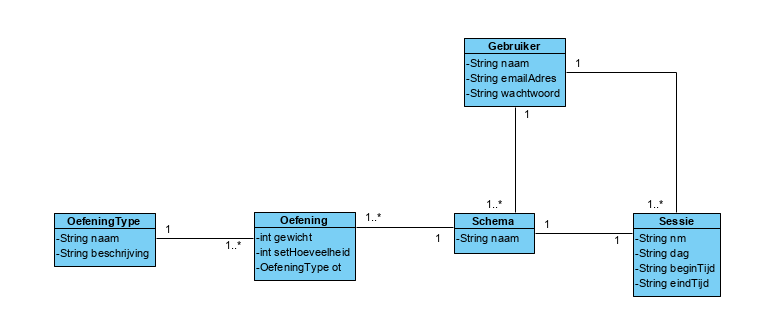 Gebruiker
-String naam
-String emailAdres
-String wachtwoord
1
1
1..*
1..*
OefeningType
-String naam
-String beschrijving
1
1..*
Oefening
-int gewicht
-int setHoeveelheid
-OefeningType ot
1..*
1
Schema
-String naam
1
1
Sessie
-String nm
-String dag
-String beginTijd
-String eindTijd